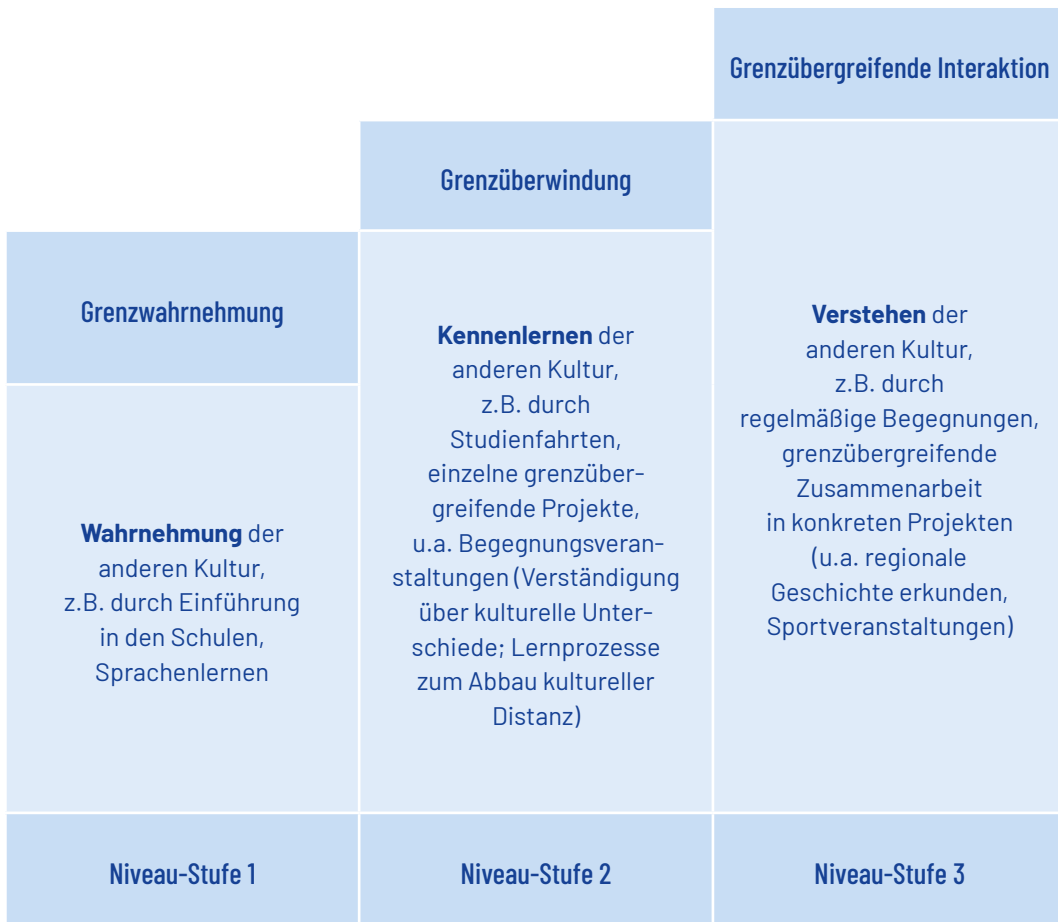 Grenzwahrnehmung
Wahrnehmung der
anderen Kultur,
z.B. durch Einführung
in den Schulen,
Sprachenlernen
Niveau-Stufe 1
Grenzüberwindung
Kennenlernen der
anderen Kultur,
z.B. durch
Studienfahrten,
einzelne grenzüber-
greifende Projekte,
u.a. Begegnungsveran-
staltungen (Verständigung
über kulturelle Unter-
schiede; Lernprozesse
zum Abbau kultureller
Distanz)
Niveau-Stufe 2
Grenzübergreifende Interaktion
Verstehen der
anderen Kultur,
z.B. durch
regelmäßige Begegnungen,
grenzübergreifende
Zusammenarbeit
in konkreten Projekten
(u.a. regionale
Geschichte erkunden,
Sportveranstaltungen)
Niveau-Stufe 3